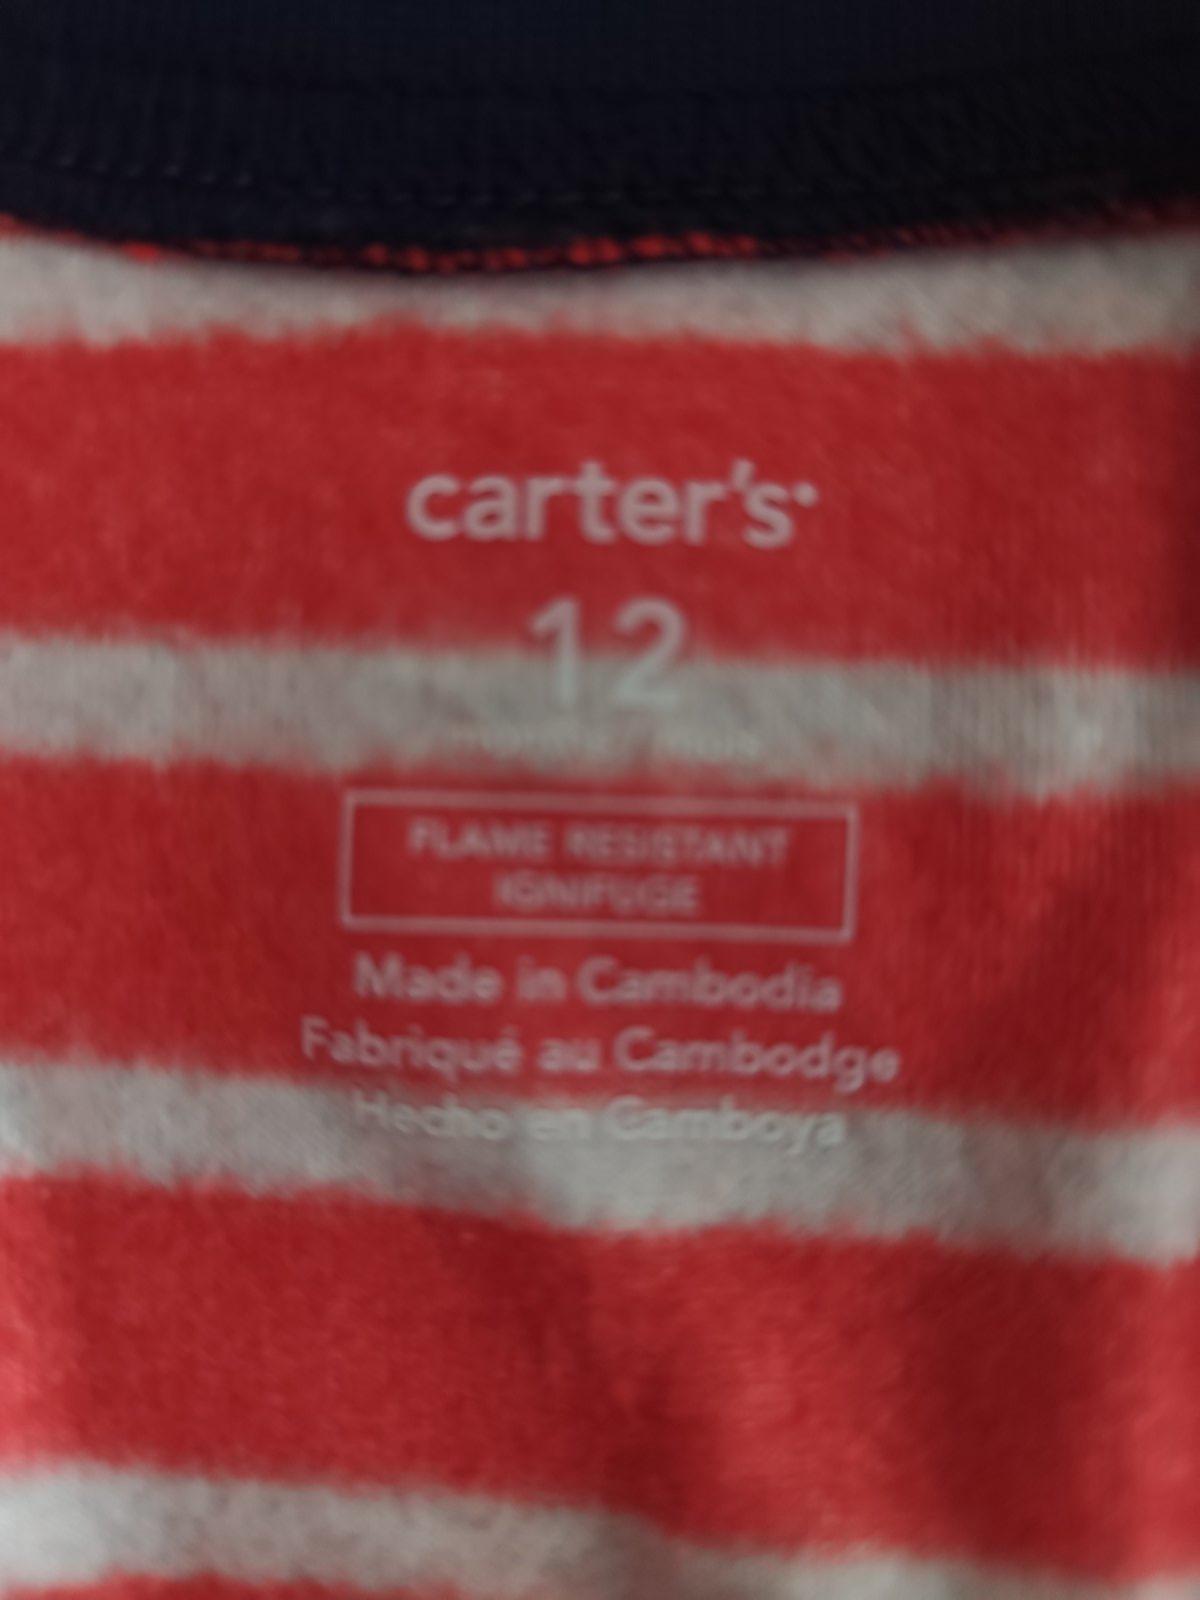 carter's
12
FLAME RESISTANT
IGNIFUGE
Made in Cambodia
Fabriqué au Cambodge
Hecho en Camboya